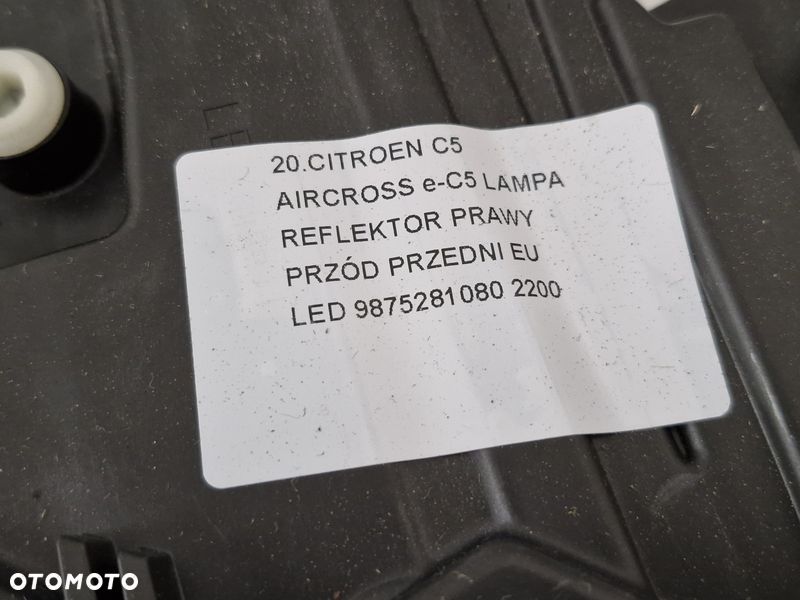 20.CITROEN C5
AIRCROSS e-C5 LAMPA
REFLEKTOR PRAWY
PRZÓD PRZEDNI EU
LED 9875281080 2200
OTOMOTO